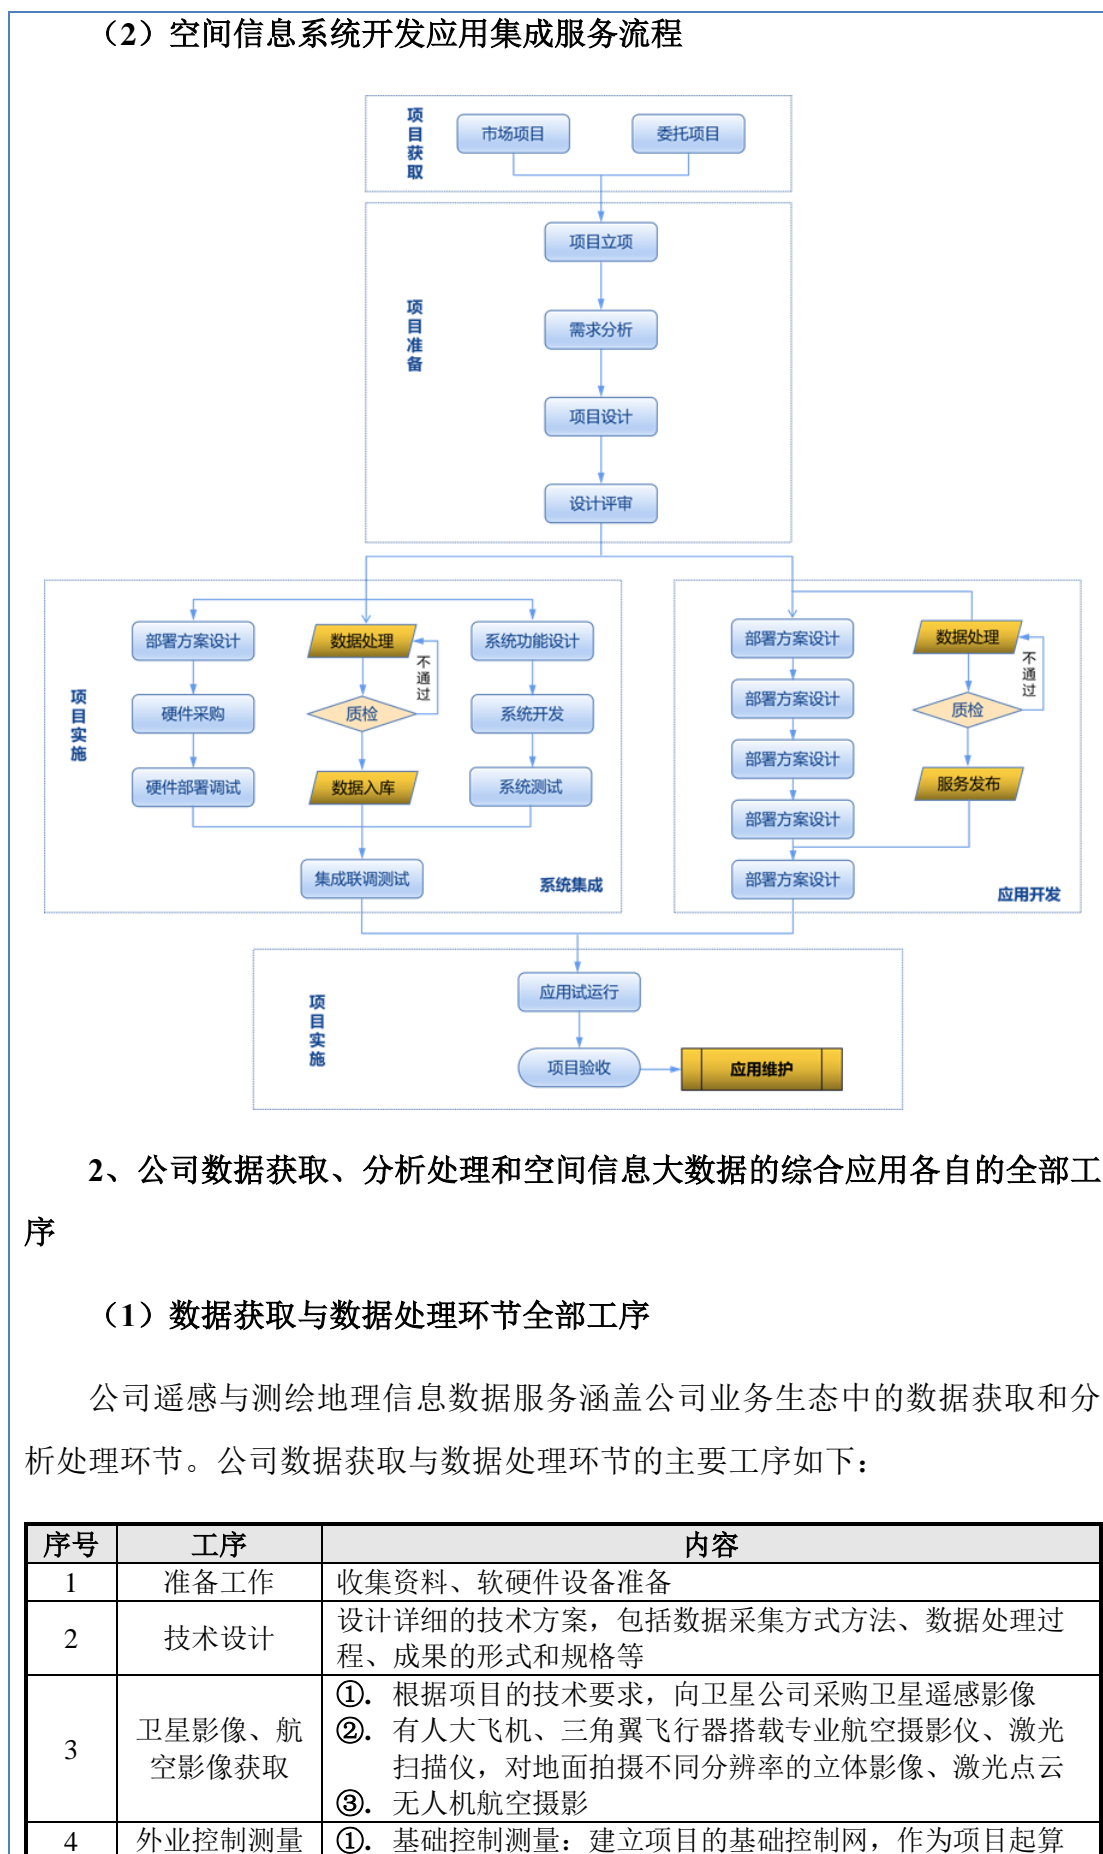 （2）空间信息系统开发应用集成服务流程
项目获取
市场项目
委托项目
项目准备
项目立项
需求分析
项目设计
设计评审
项目实施
部署方案设计
硬件采购
硬件部署调试
数据处理
不通过
质检
数据入库
系统功能设计
系统开发
系统测试
集成联调测试
系统集成
部署方案设计
部署方案设计
部署方案设计
部署方案设计
部署方案设计
数据处理
不通过
质检
服务发布
应用开发
项目实施
应用试运行
项目验收
应用维护
2、公司数据获取、分析处理和空间信息大数据的综合应用各自的全部工
序
（1）数据获取与数据处理环节全部工序
公司遥感与测绘地理信息数据服务涵盖公司业务生态中的数据获取和分
析处理环节。公司数据获取与数据处理环节的主要工序如下：
序号 工序 内容
1 准备工作 收集资料、软硬件设备准备
2 技术设计 设计详细的技术方案，包括数据采集方式方法、数据处理过
程、成果的形式和规格等
3 卫星影像、航
空影像获取
①. 根据项目的技术要求，向卫星公司采购卫星遥感影像
②. 有人大飞机、三角翼飞行器搭载专业航空摄影仪、激光
扫描仪，对地面拍摄不同分辨率的立体影像、激光点云
③. 无人机航空摄影
4 外业控制测量 ①. 基础控制测量：建立项目的基础控制网，作为项目起算